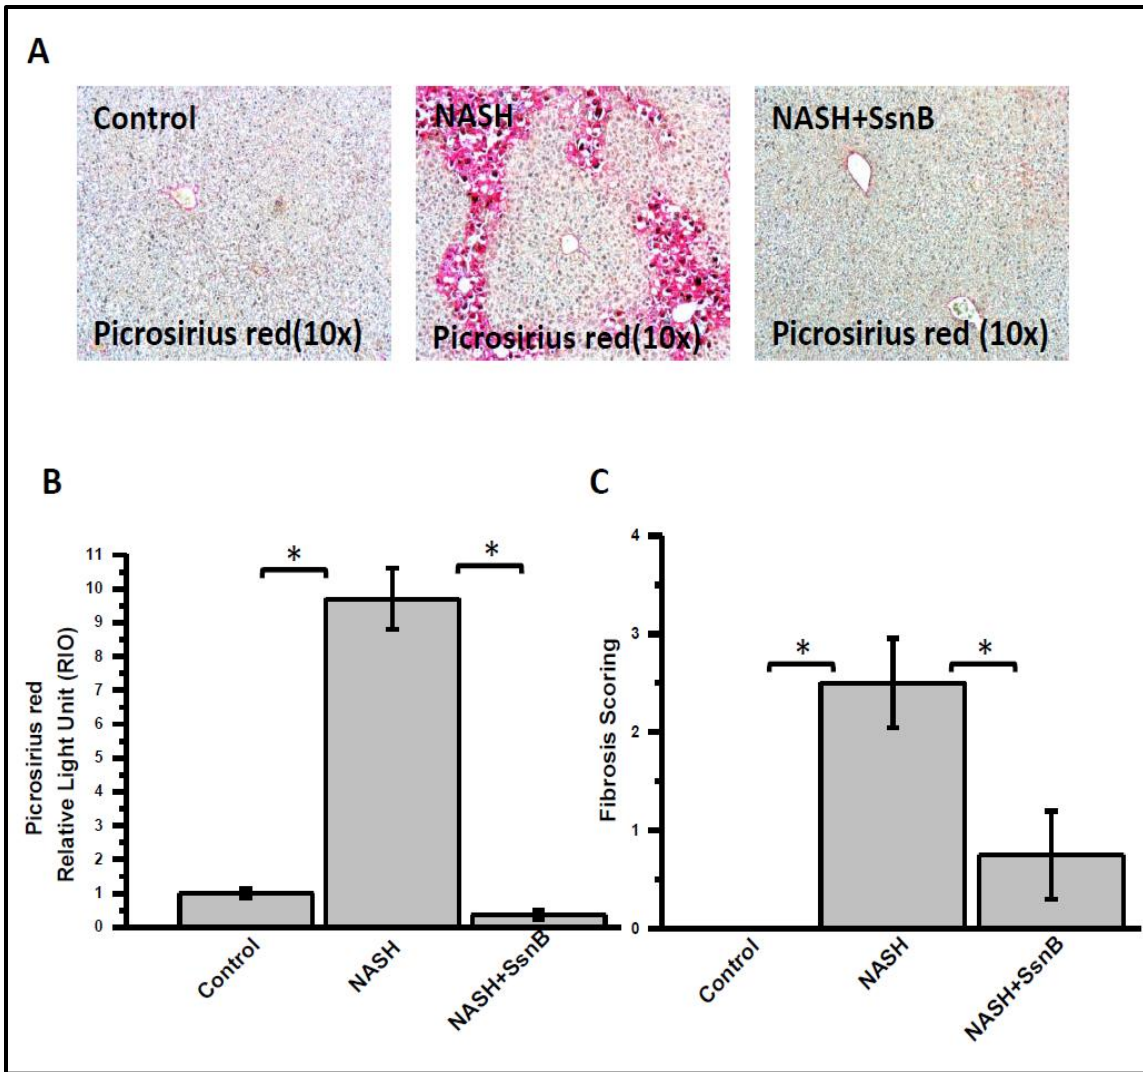 A
Control
Picrosirius red(10x)
NASH
Picrosirius red(10x)
NASH+SsnB
Picrosirius red (10x)
B
Picrosirius red
Relative Light Unit (RIO)
11
10
9
8
7
6
5
4
3
2
1
0
*
*
Control
NASH
NASH+SsnB
C
Fibrosis Scoring
4
3
2
1
0
*
*
Control
NASH
NASH+SsnB